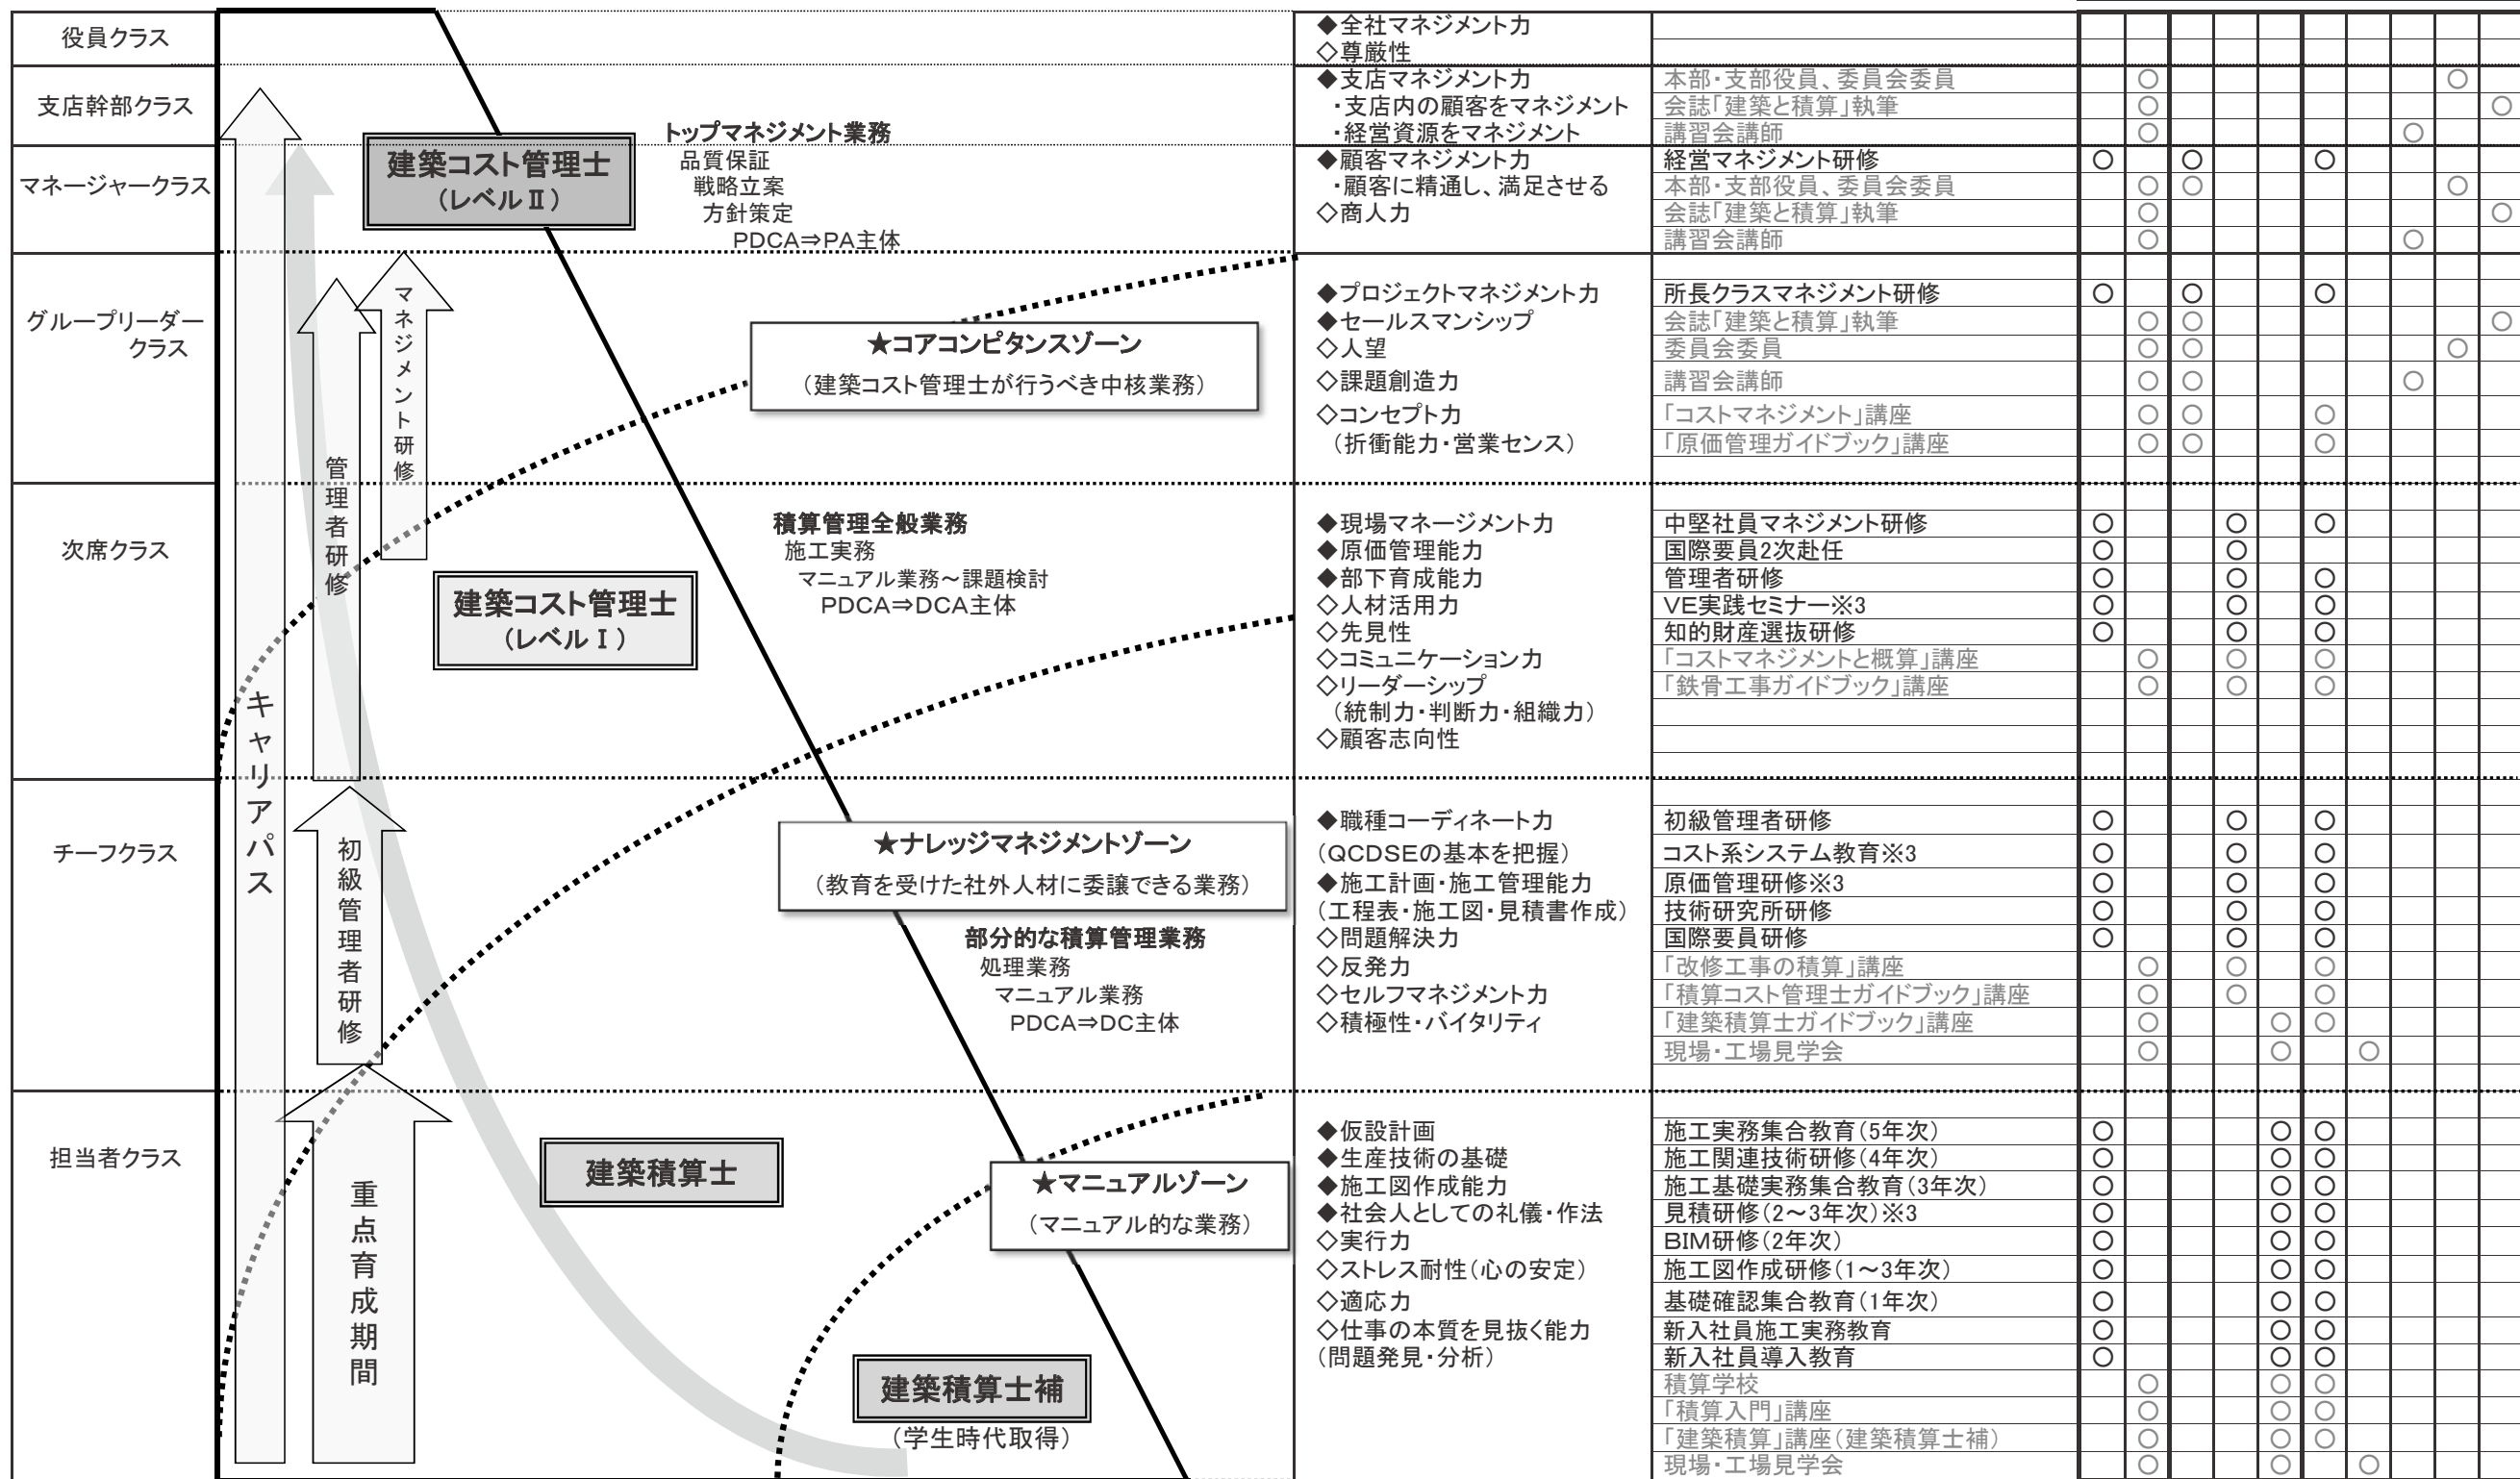 役員クラス
支店幹部クラス
マネージャークラス
グループリーダー
クラス
次席クラス
チーフクラス
担当者クラス
キャリアパス
管理者研修
マネジメント研修
初級管理者研修
重点育成期間
建築コスト管理士
（レベルⅡ）
トップマネジメント業務
品質保証
戦略立案
方針策定
PDCA⇒PA主体
★コアコンピタンスゾーン
（建築コスト管理士が行うべき中核業務）
積算管理全般業務
施工実務
マニュアル業務～課題検討
PDCA⇒DCA主体
建築コスト管理士
（レベルⅠ）
★ナレッジマネジメントゾーン
（教育を受けた社外人材に委譲できる業務）
部分的な積算管理業務
処理業務
マニュアル業務
PDCA⇒DC主体
建築積算士
★マニュアルゾーン
（マニュアル的な業務）
建築積算士補
（学生時代取得）
◆全社マネジメント力
◇尊厳性
◆支店マネジメント力
・支店内の顧客をマネジメント
・経営資源をマネジメント
◆顧客マネジメント力
・顧客に精通し、満足させる
◇商人力
◆プロジェクトマネジメント力
◆セールスマンシップ
◇人望
◇課題創造力
◇コンセプト力
（折衝能力・営業センス）
◆現場マネージメント力
◆原価管理能力
◆部下育成能力
◇人材活用力
◇先見性
◇コミュニケーション力
◇リーダーシップ
（統制力・判断力・組織力）
◇顧客志向性
◆職種コーディネート力
（QCDSEの基本を把握）
◆施工計画・施工管理能力
（工程表・施工図・見積書作成）
◇問題解決力
◇反発力
◇セルフマネジメント力
◇積極性・バイタリティ
◆仮設計画
◆生産技術の基礎
◆施工図作成能力
◆社会人としての礼儀・作法
◇実行力
◇ストレス耐性（心の安定）
◇適応力
◇仕事の本質を見抜く能力
（問題発見・分析）
本部・支部役員、委員会委員 ○ ○
会誌「建築と積算」執筆 ○ ○
講習会講師 ○ ○
経営マネジメント研修 ○ ○ ○
本部・支部役員、委員会委員 ○ ○ ○
会誌「建築と積算」執筆 ○ ○
講習会講師 ○ ○
所長クラスマネジメント研修 ○ ○ ○
会誌「建築と積算」執筆 ○ ○ ○
委員会委員 ○ ○ ○
講習会講師 ○ ○ ○
「コストマネジメント」講座 ○ ○ ○
「原価管理ガイドブック」講座 ○ ○ ○
中堅社員マネジメント研修 ○ ○ ○
国際要員2次赴任 ○ ○
管理者研修 ○ ○ ○
VE実践セミナー※3 ○ ○ ○
知的財産選抜研修 ○ ○ ○
「コストマネジメントと概算」講座 ○ ○ ○
「鉄骨工事ガイドブック」講座 ○ ○ ○
初級管理者研修 ○ ○ ○
コスト系システム教育※3 ○ ○ ○
原価管理研修※3 ○ ○ ○
技術研究所研修 ○ ○ ○
国際要員研修 ○ ○ ○
「改修工事の積算」講座 ○ ○ ○
「積算コスト管理士ガイドブック」講座 ○ ○ ○
「建築積算士ガイドブック」講座 ○ ○ ○
現場・工場見学会 ○ ○ ○
施工実務集合教育（5年次） ○ ○ ○
施工関連技術研修（4年次） ○ ○ ○
施工基礎実務集合教育（3年次） ○ ○ ○
見積研修（2～3年次）※3 ○ ○ ○
BIM研修（2年次） ○ ○ ○
施工図作成研修（1～3年次） ○ ○ ○
基礎確認集合教育（1年次） ○ ○ ○
新入社員施工実務教育 ○ ○ ○
新入社員導入教育 ○ ○ ○
積算学校 ○ ○ ○
「積算入門」講座 ○ ○ ○
「建築積算」講座（建築積算士補） ○ ○ ○
現場・工場見学会 ○ ○ ○